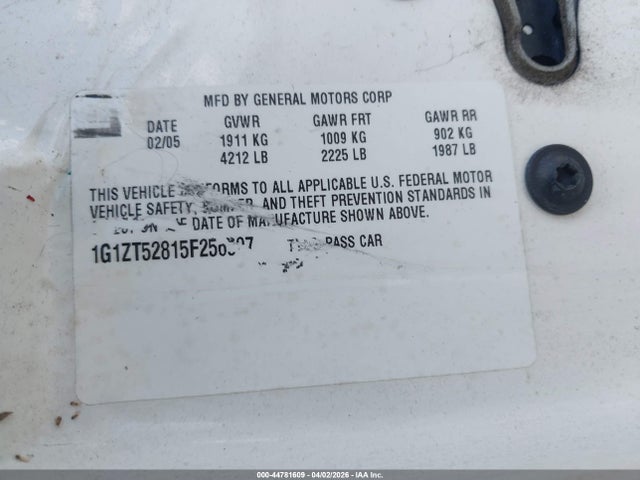 MFD BY GENERAL MOTORS CORP
DATE GVWR GAWR FRT GAWR RR
02/05 1911 KG 1009 KG 902 KG
4212 LB 2225 LB 1987 LB
THIS VEHICLE CONFORMS TO ALL APPLICABLE U.S. FEDERAL MOTOR
VEHICLE SAFETY, BUMPER, AND THEFT PREVENTION STANDARDS IN
DATE OF MANUFACTURE SHOWN ABOVE.
PASS CAR
000-44781609 - 04/02/2026 - IAA Inc.